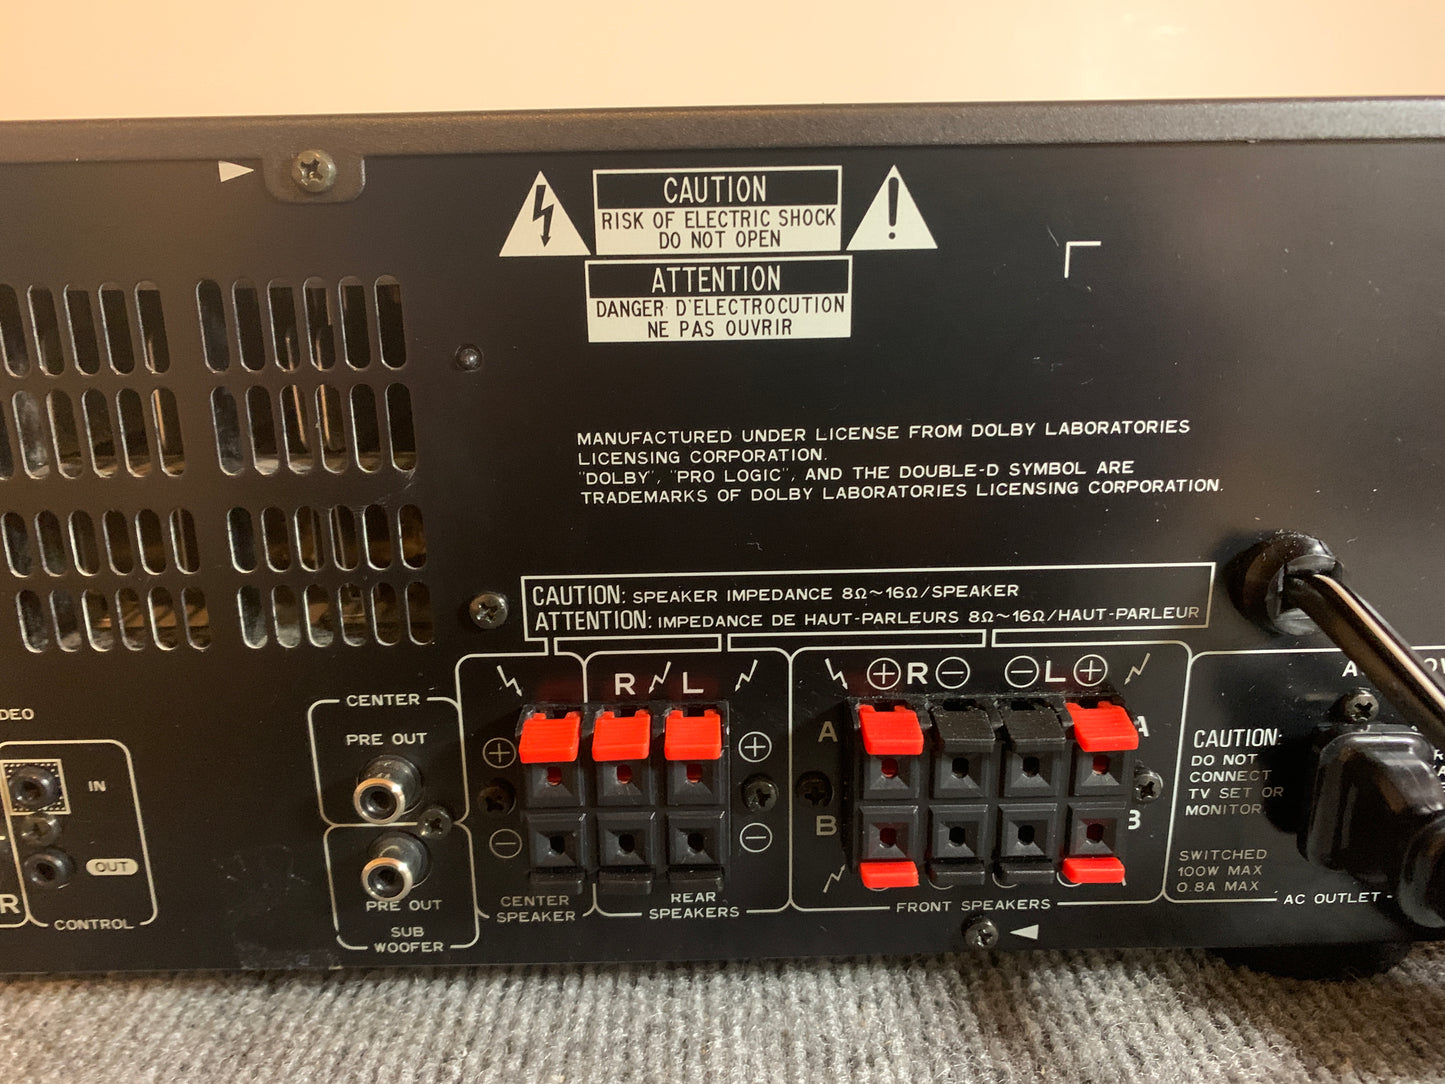 CAUTION
RISK OF ELECTRIC SHOCK
DO NOT OPEN
ATTENTION
DANGER D'ELECTROCUTION
NE PAS OUVRIR
MANUFACTURED UNDER LICENSE FROM DOLBY LABORATORIES
LICENSING CORPORATION.
"DOLBY", "PRO LOGIC", AND THE DOUBLE-D SYMBOL ARE
TRADEMARKS OF DOLBY LABORATORIES LICENSING CORPORATION.
CAUTION: SPEAKER IMPEDANCE 8Ω~16Ω/SPEAKER
ATTENTION: IMPEDANCE DE HAUT-PARLEURS 8Ω~16Ω/HAUT-PARLEUR
IN
OUT
R
CONTROL
CENTER
PRE OUT
PRE OUT
SUB
WOOFER
+
-
CENTER
SPEAKER
R L
+
-
REAR
SPEAKERS
+ R - - L +
A A
B B
FRONT SPEAKERS
CAUTION:
DO NOT
CONNECT
TV SET OR
MONITOR.
SWITCHED
100W MAX
0.8A MAX
AC OUTLET